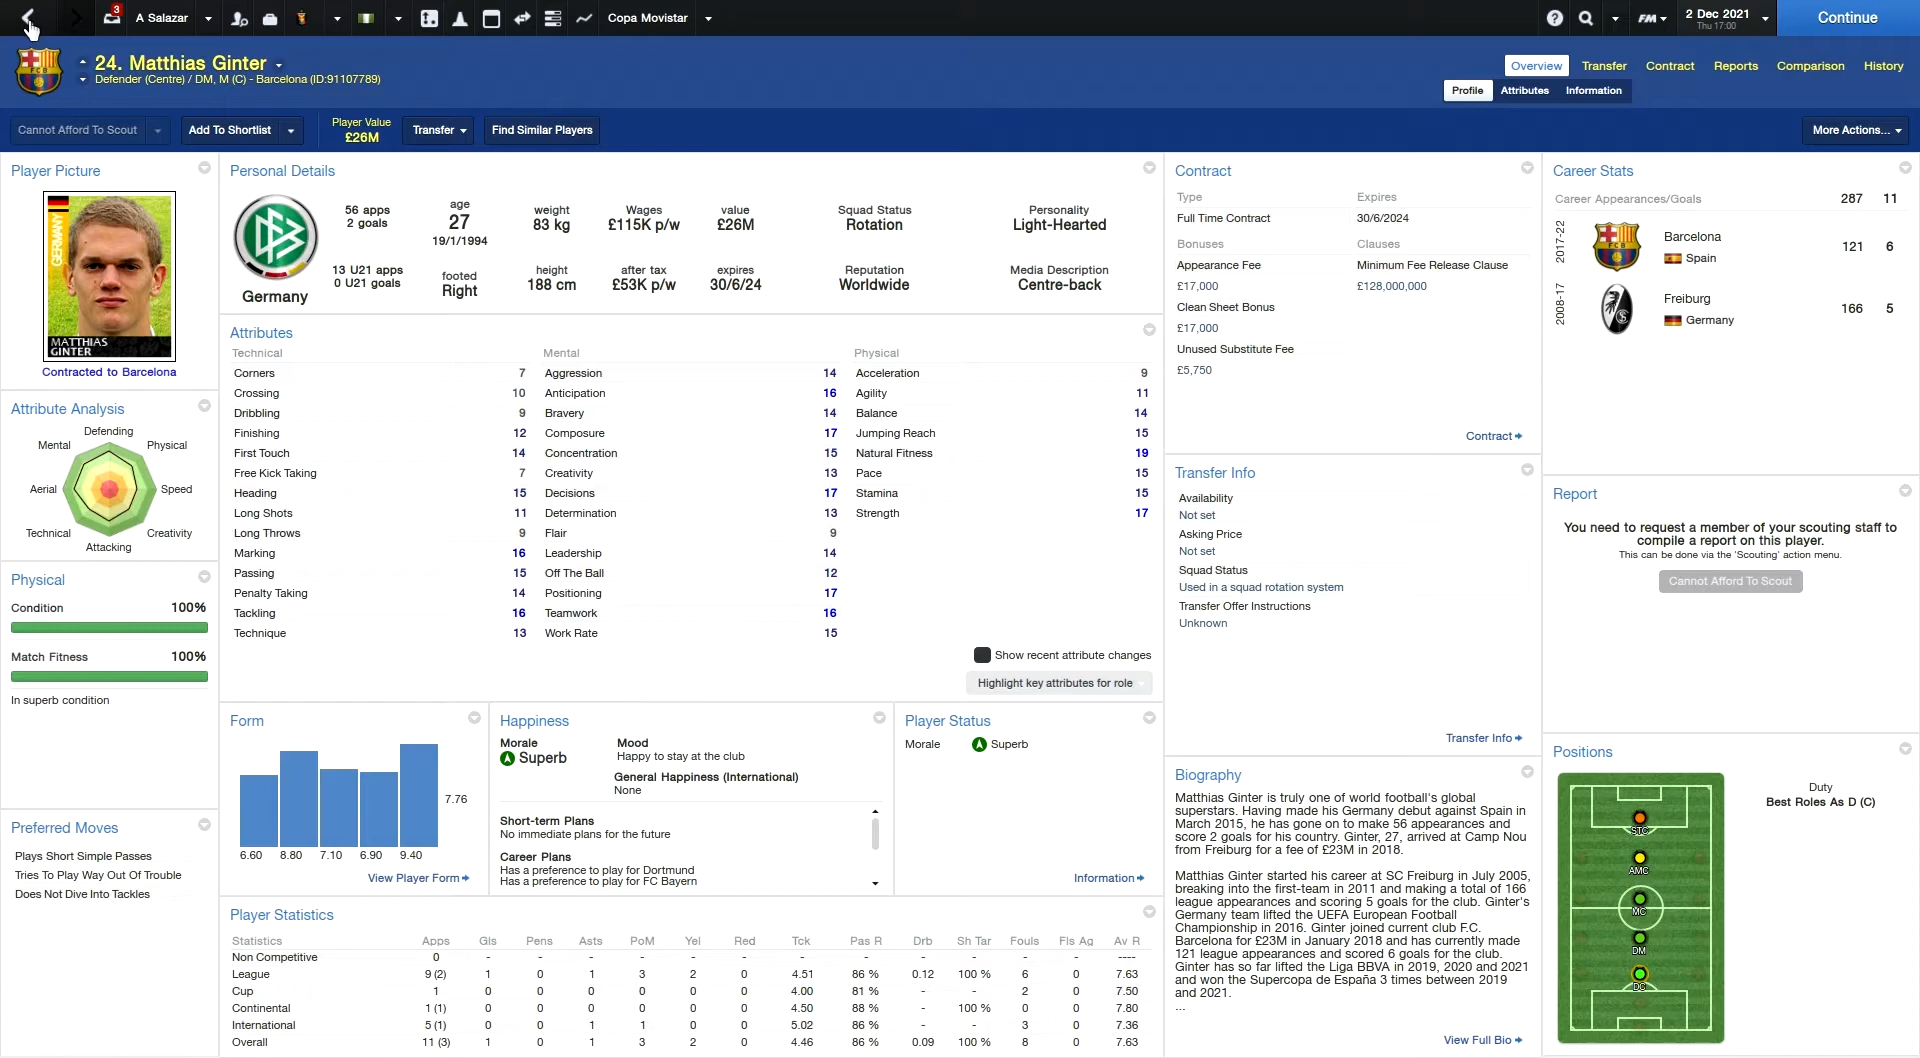 3
A Salazar
Copa Movistar
FM
2 Dec 2021
Thu 17:00
Continue
24. Matthias Ginter
Defender (Centre) / DM, M (C) - Barcelona (ID:91107789)
Overview Transfer Contract Reports Comparison History
Profile Attributes Information
Cannot Afford To Scout
Add To Shortlist
Player Value
£26M
Transfer
Find Similar Players
More Actions...
Player Picture
GERMANY
MATTHIAS
GINTER
Contracted to Barcelona
Attribute Analysis
Defending
Mental Physical
Aerial Speed
Technical Creativity
Attacking
Physical
Condition 100%
Match Fitness 100%
In superb condition
Preferred Moves
Plays Short Simple Passes
Tries To Play Way Out Of Trouble
Does Not Dive Into Tackles
Personal Details
Germany
56 apps
2 goals
13 U21 apps
0 U21 goals
age
27
19/1/1994
footed
Right
weight
83 kg
height
188 cm
Wages
£115K p/w
after tax
£53K p/w
value
£26M
expires
30/6/24
Squad Status
Rotation
Reputation
Worldwide
Personality
Light-Hearted
Media Description
Centre-back
Attributes
Technical Mental Physical
Corners 7 Aggression 14 Acceleration 9
Crossing 10 Anticipation 16 Agility 11
Dribbling 9 Bravery 14 Balance 14
Finishing 12 Composure 17 Jumping Reach 15
First Touch 14 Concentration 15 Natural Fitness 19
Free Kick Taking 7 Creativity 13 Pace 15
Heading 15 Decisions 17 Stamina 15
Long Shots 11 Determination 13 Strength 17
Long Throws 9 Flair 9
Marking 16 Leadership 14
Passing 15 Off The Ball 12
Penalty Taking 14 Positioning 17
Tackling 16 Teamwork 16
Technique 13 Work Rate 15
Show recent attribute changes
Highlight key attributes for role
Form
7.76
6.60 8.80 7.10 6.90 9.40
View Player Form
Happiness
Morale
Superb
Mood
Happy to stay at the club
General Happiness (International)
None
Short-term Plans
No immediate plans for the future
Career Plans
Has a preference to play for Dortmund
Has a preference to play for FC Bayern
Player Status
Morale Superb
Information
Player Statistics
Statistics Apps Gls Pens Asts PoM Yel Red Tck Pas R Drb Sh Tar Fouls Fls Ag Av R
Non Competitive 0 - - - - - - - - - - - - ----
League 9 (2) 1 0 1 3 2 0 4.51 86 % 0.12 100 % 6 0 7.63
Cup 1 0 0 0 0 0 0 4.00 81 % - - 2 0 7.50
Continental 1 (1) 0 0 0 0 0 0 4.50 88 % - 100 % 0 0 7.80
International 5 (1) 0 0 1 1 0 0 5.02 86 % - - 3 0 7.36
Overall 11 (3) 1 0 1 3 2 0 4.46 86 % 0.09 100 % 8 0 7.63
Contract
Type Expires
Full Time Contract 30/6/2024
Bonuses Clauses
Appearance Fee Minimum Fee Release Clause
£17,000 £128,000,000
Clean Sheet Bonus
£17,000
Unused Substitute Fee
£5,750
Contract
Transfer Info
Availability
Not set
Asking Price
Not set
Squad Status
Used in a squad rotation system
Transfer Offer Instructions
Unknown
Transfer Info
Biography
Matthias Ginter is truly one of world football's global
superstars. Having made his Germany debut against Spain in
March 2015, he has gone on to make 56 appearances and
score 2 goals for his country. Ginter, 27, arrived at Camp Nou
from Freiburg for a fee of £23M in 2018.
Matthias Ginter started his career at SC Freiburg in July 2005,
breaking into the first-team in 2011 and making a total of 166
league appearances and scoring 5 goals for the club. Ginter's
Germany team lifted the UEFA European Football
Championship in 2016. Ginter joined current club F.C.
Barcelona for £23M in January 2018 and has currently made
121 league appearances and scored 6 goals for the club.
Ginter has so far lifted the Liga BBVA in 2019, 2020 and 2021
and won the Supercopa de España 3 times between 2019
and 2021.
...
View Full Bio
Career Stats
Career Appearances/Goals 287 11
2017-22
Barcelona
Spain
121 6
2008-17
Freiburg
Germany
166 5
Report
You need to request a member of your scouting staff to
compile a report on this player.
This can be done via the 'Scouting' action menu.
Cannot Afford To Scout
Positions
STC
AMC
MC
DM
DC
Duty
Best Roles As D (C)